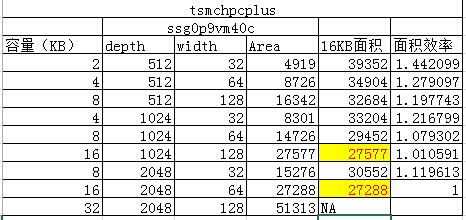 tsmchpcplus
ssg0p9vm40c
容量(KB) depth width Area 16KB面积 面积效率
2 512 32 4919 39352 1.442099
4 512 64 8726 34904 1.279097
8 512 128 16342 32684 1.197743
4 1024 32 8301 33204 1.216799
8 1024 64 14726 29452 1.079302
16 1024 128 27577 27577 1.010591
8 2048 32 15276 30552 1.119613
16 2048 64 27288 27288 1
32 2048 128 51313 NA